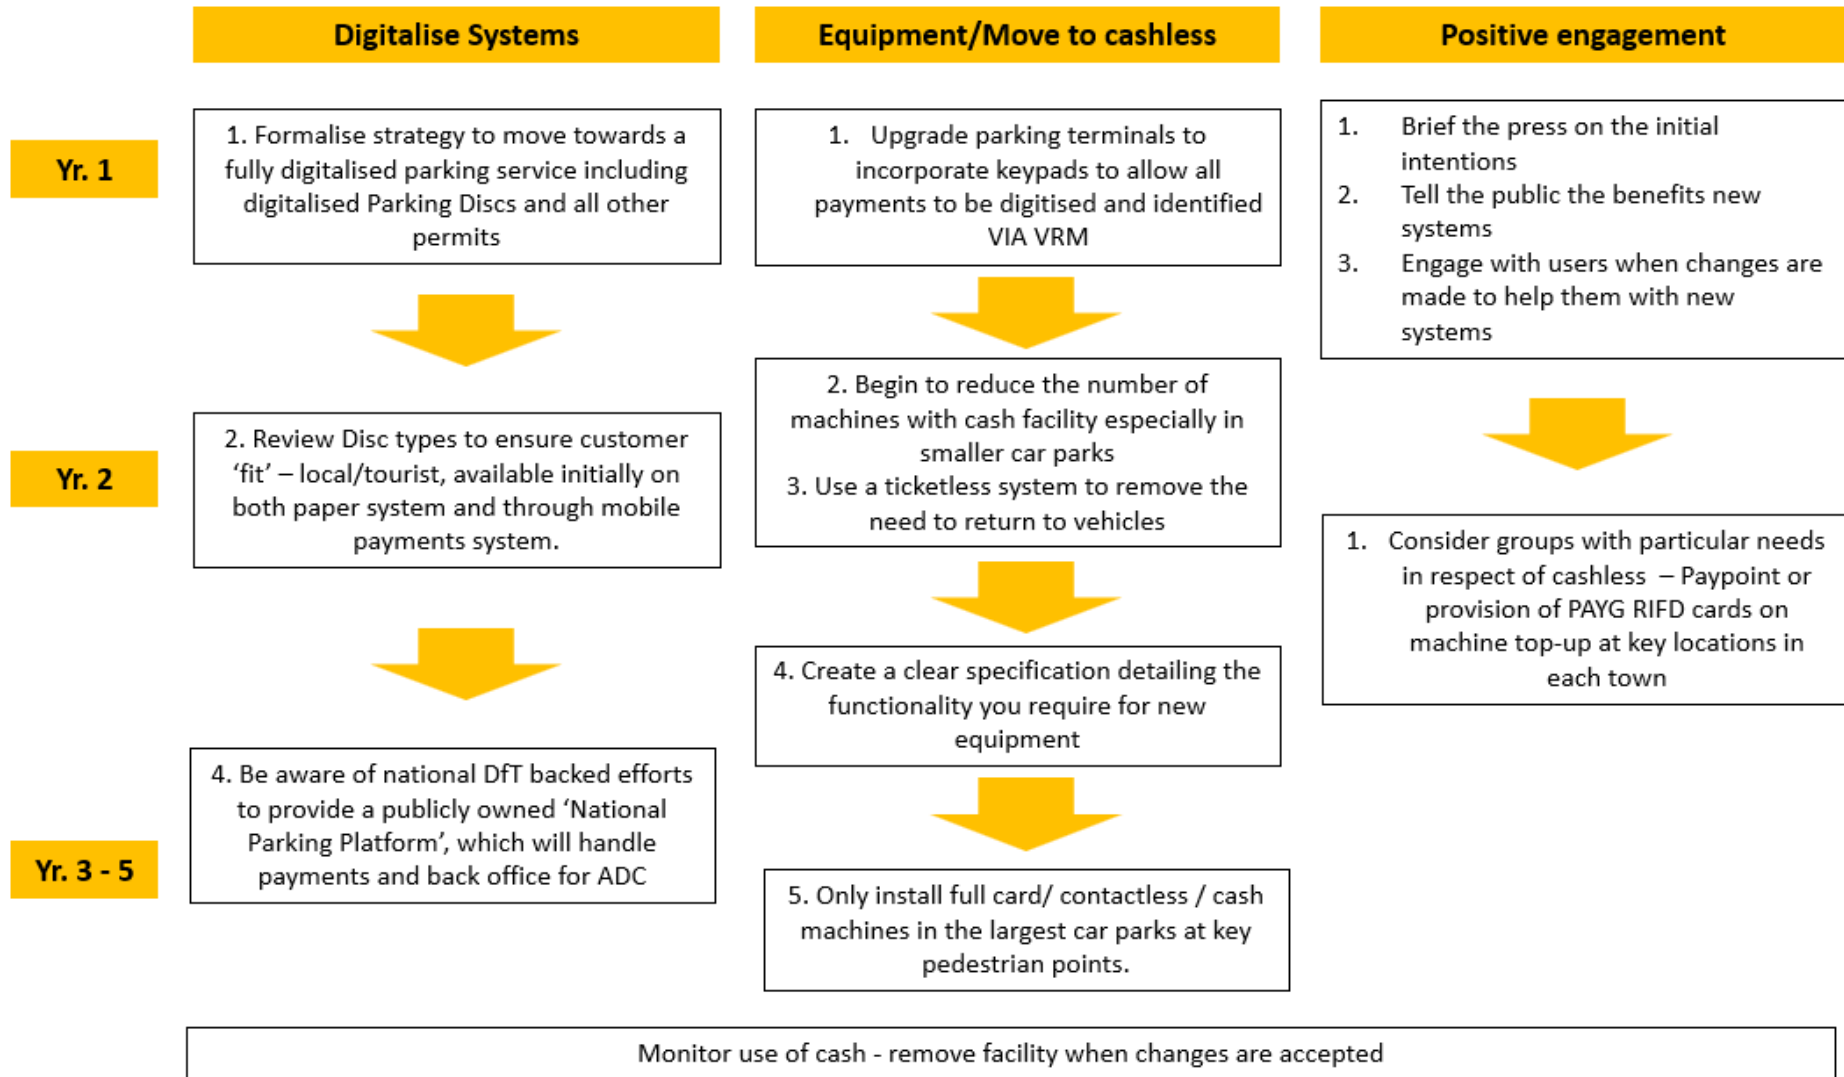 Digitalise Systems
Equipment/Move to cashless
Positive engagement
Yr. 1
1. Formalise strategy to move towards a
fully digitalised parking service including
digitalised Parking Discs and all other
permits
1. Upgrade parking terminals to
incorporate keypads to allow all
payments to be digitised and identified
VIA VRM
1. Brief the press on the initial
intentions
2. Tell the public the benefits new
systems
3. Engage with users when changes are
made to help them with new
systems
Yr. 2
2. Review Disc types to ensure customer
‘fit’ – local/tourist, available initially on
both paper system and through mobile
payments system.
2. Begin to reduce the number of
machines with cash facility especially in
smaller car parks
3. Use a ticketless system to remove the
need to return to vehicles
1. Consider groups with particular needs
in respect of cashless – Paypoint or
provision of PAYG RIFD cards on
machine top-up at key locations in
each town
4. Create a clear specification detailing the
functionality you require for new
equipment
Yr. 3 - 5
4. Be aware of national DfT backed efforts
to provide a publicly owned ‘National
Parking Platform’, which will handle
payments and back office for ADC
5. Only install full card/ contactless / cash
machines in the largest car parks at key
pedestrian points.
Monitor use of cash - remove facility when changes are accepted